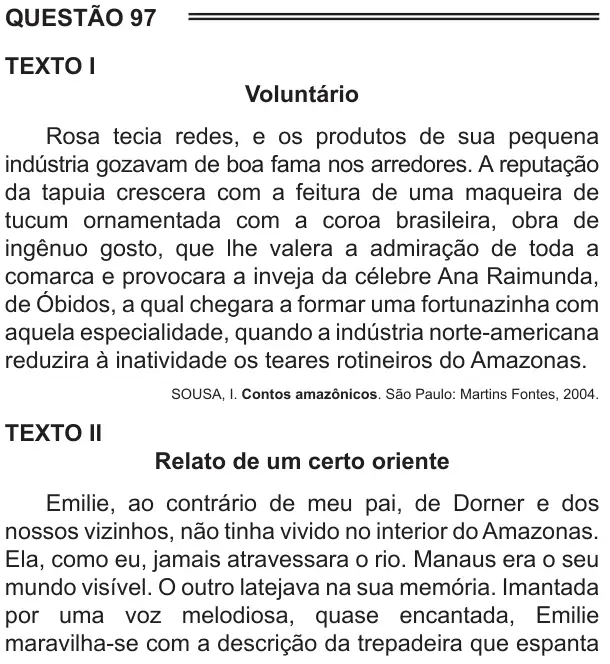 QUESTÃO 97
TEXTO I
Voluntário
Rosa tecia redes, e os produtos de sua pequena
indústria gozavam de boa fama nos arredores. A reputação
da tapuia crescera com a feitura de uma maqueira de
tucum ornamentada com a coroa brasileira, obra de
ingênuo gosto, que lhe valera a admiração de toda a
comarca e provocara a inveja da célebre Ana Raimunda,
de Óbidos, a qual chegara a formar uma fortunazinha com
aquela especialidade, quando a indústria norte-americana
reduzira à inatividade os teares rotineiros do Amazonas.
SOUSA, I. Contos amazônicos. São Paulo: Martins Fontes, 2004.
TEXTO II
Relato de um certo oriente
Emilie, ao contrário de meu pai, de Dorner e dos
nossos vizinhos, não tinha vivido no interior do Amazonas.
Ela, como eu, jamais atravessara o rio. Manaus era o seu
mundo visível. O outro latejava na sua memória. Imantada
por uma voz melodiosa, quase encantada, Emilie
maravilha-se com a descrição da trepadeira que espanta